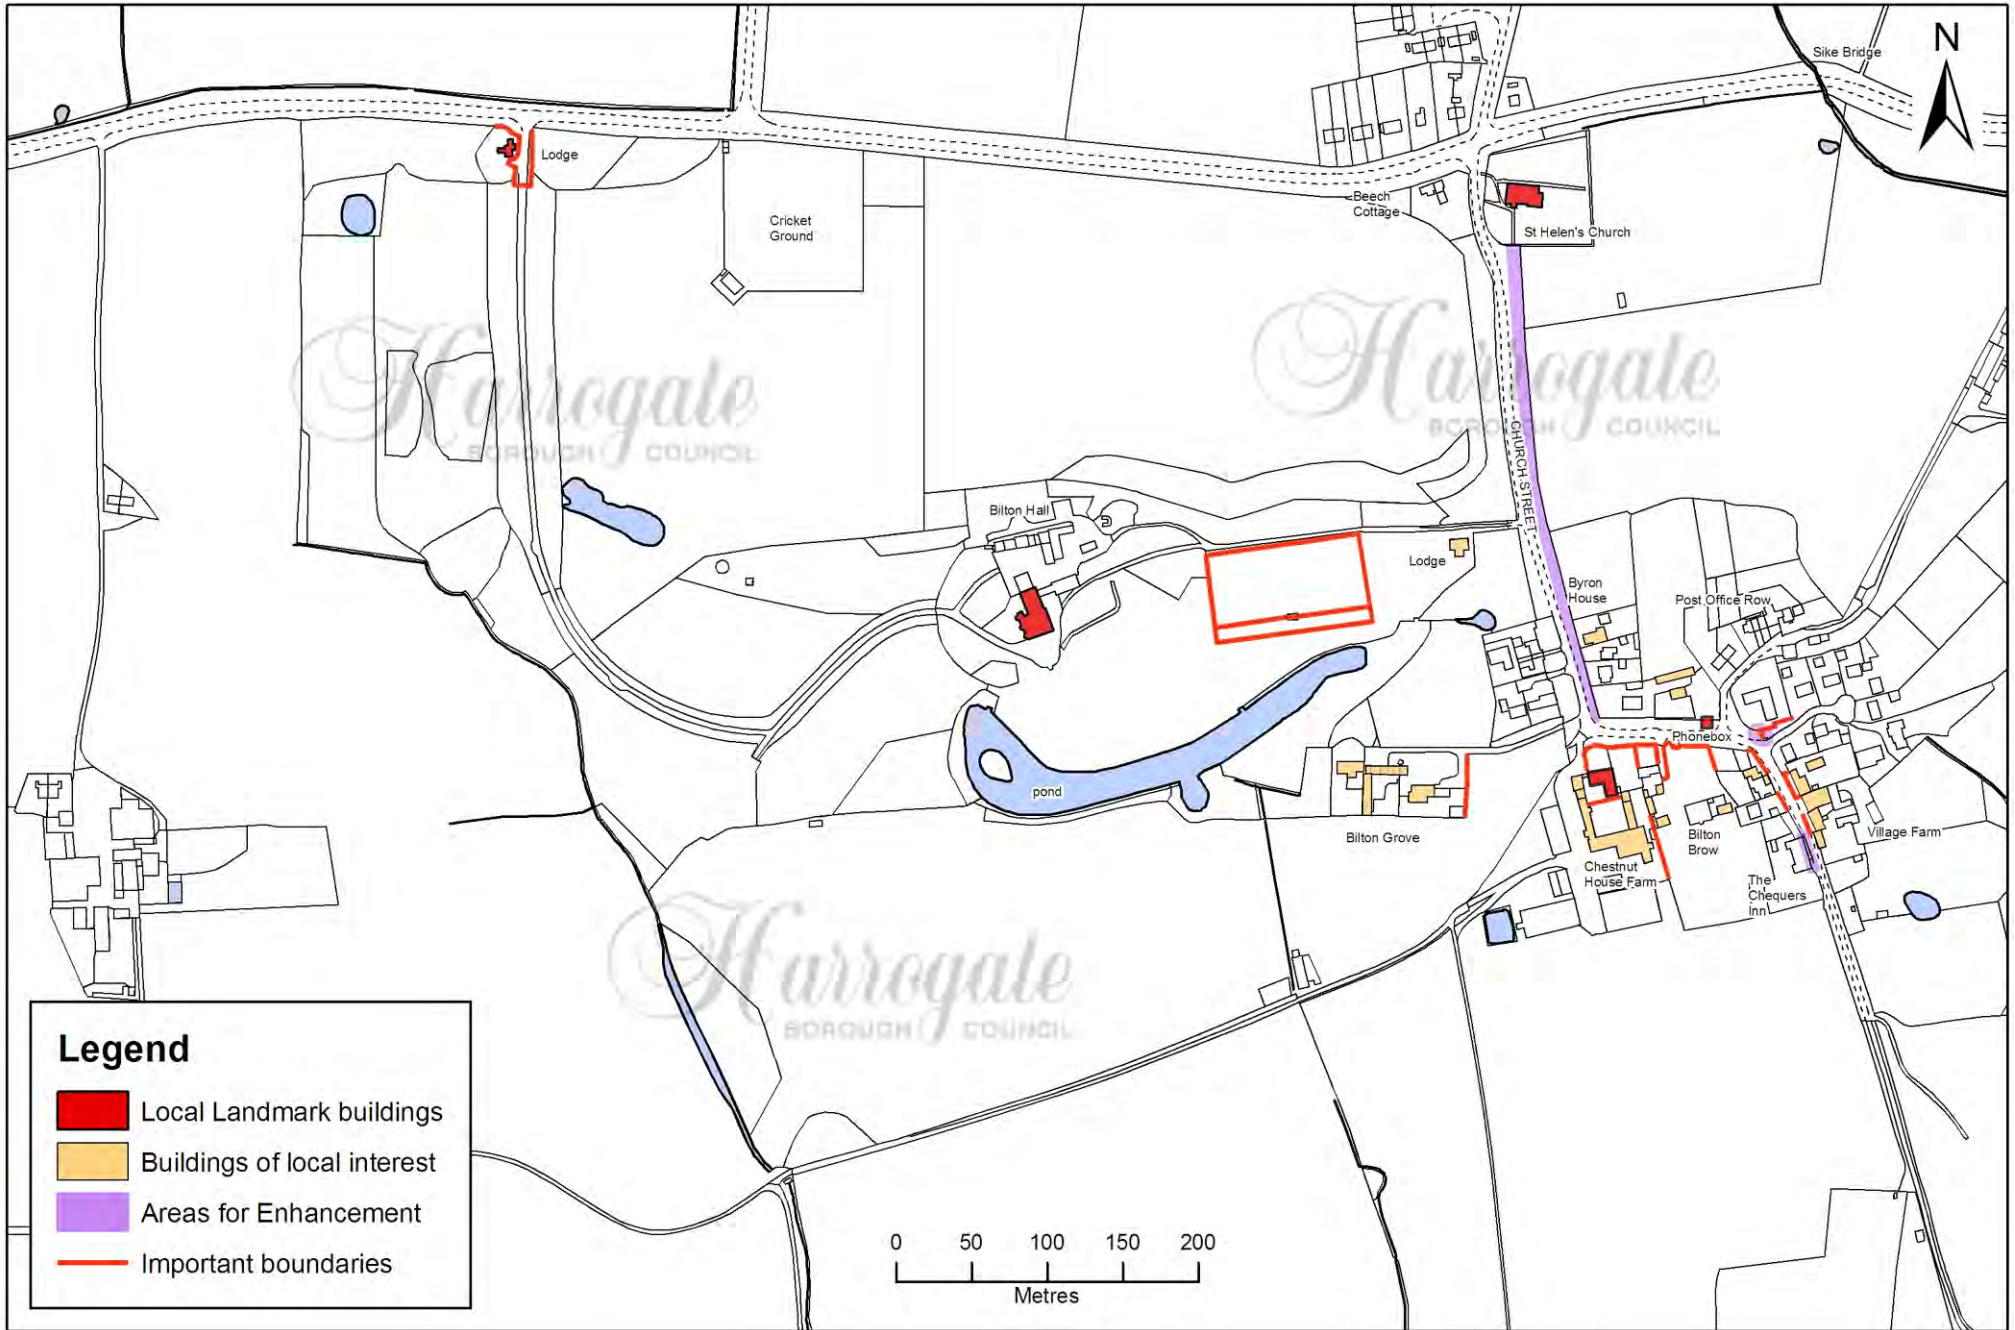 N
Sike Bridge
Lodge
Beech
Cottage
Cricket
Ground
St Helen's Church
Harrogate
BOROUGH COUNCIL
Harrogate
BOROUGH COUNCIL
CHURCH STREET
Bilton Hall
Lodge
Byron
House
Post Office Row
Phonebox
pond
Bilton Grove
Bilton
Brow
Village Farm
Chestnut
House Farm
The
Chequers
Inn
Harrogate
BOROUGH COUNCIL
Legend
Local Landmark buildings
Buildings of local interest
Areas for Enhancement
Important boundaries
0 50 100 150 200
Metres